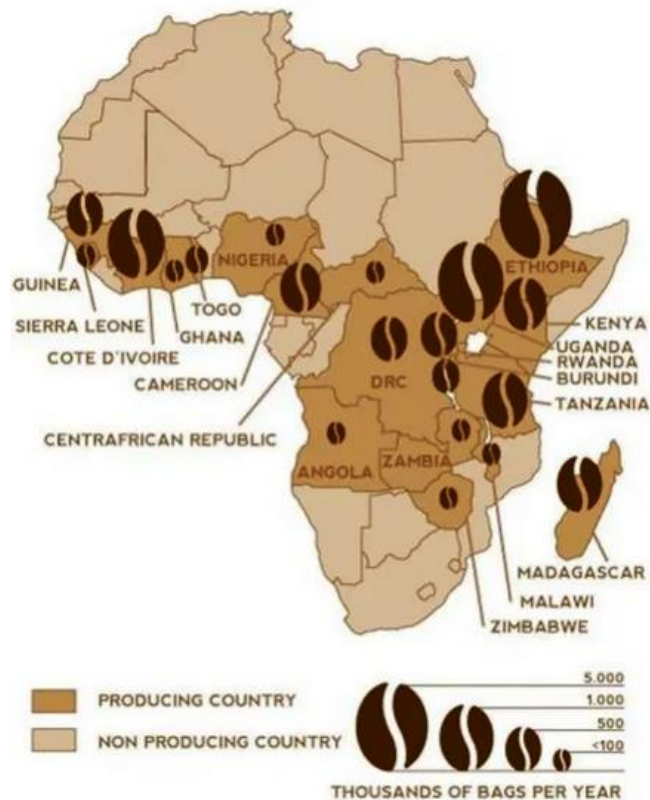 NIGERIA
ETHIOPIA
GUINEA
TOGO
SIERRA LEONE
GHANA
KENYA
UGANDA
COTE D'IVOIRE
RWANDA
CAMEROON
BURUNDI
DRC
TANZANIA
CENTRAFRICAN REPUBLIC
ZAMBIA
ANGOLA
MADAGASCAR
MALAWI
ZIMBABWE
PRODUCING COUNTRY
NON PRODUCING COUNTRY
5.000
1.000
500
<100
THOUSANDS OF BAGS PER YEAR